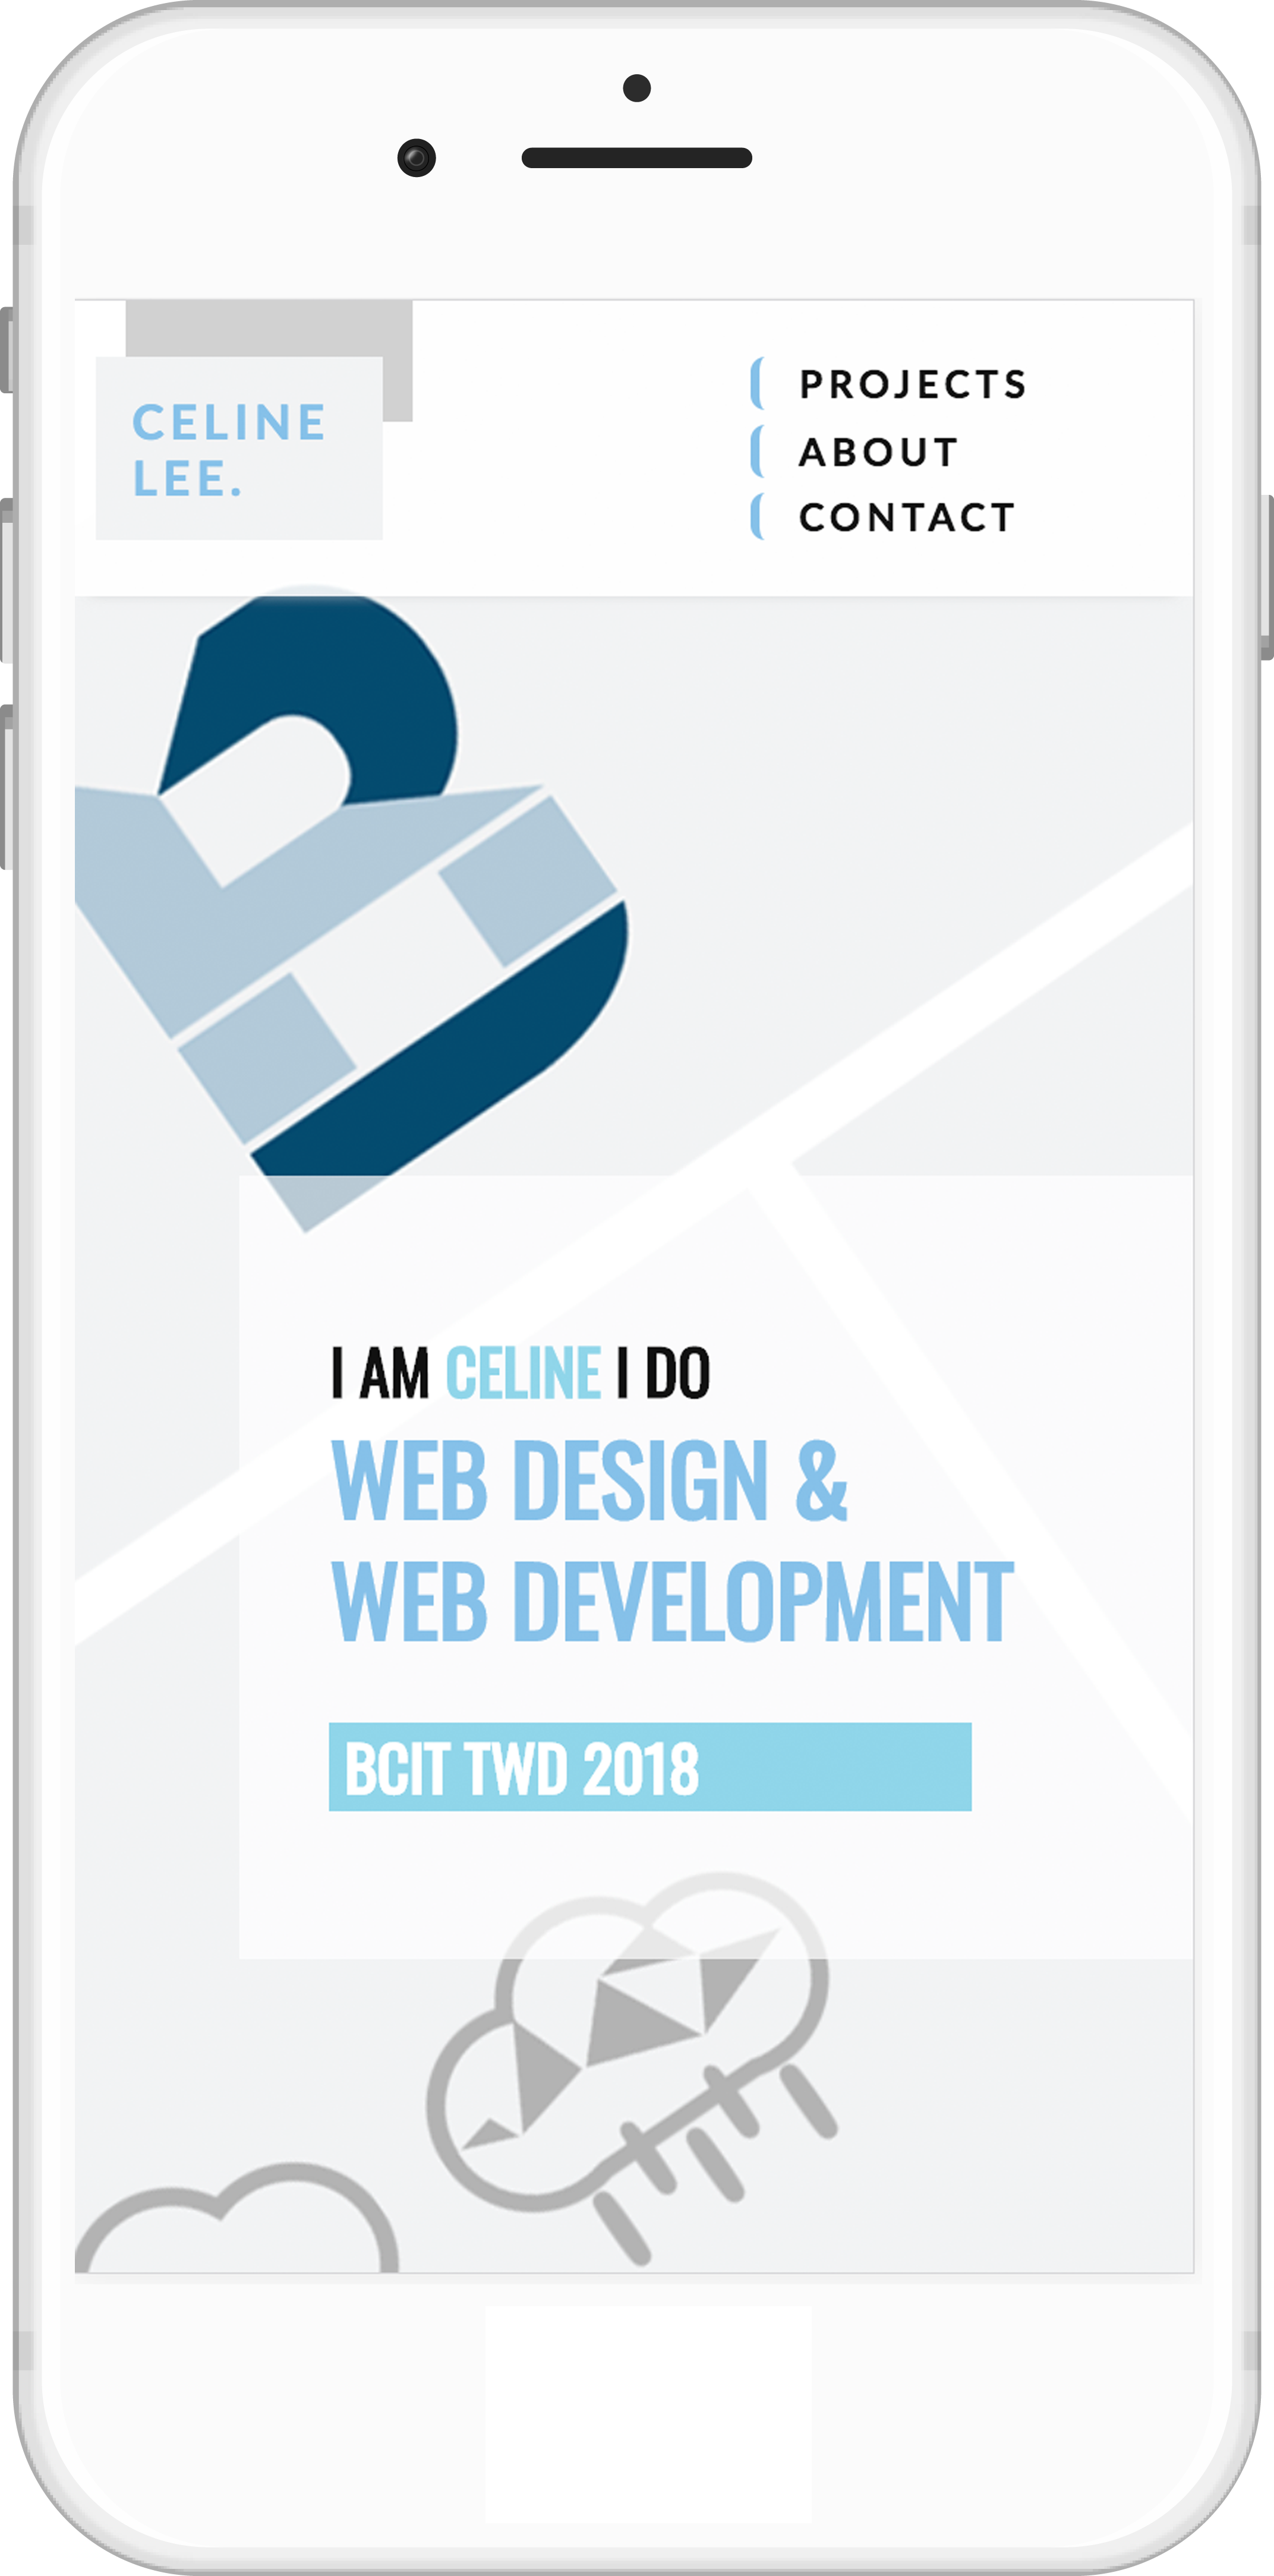 CELINE
LEE.
PROJECTS
ABOUT
CONTACT
I AM CELINE I DO
WEB DESIGN &
WEB DEVELOPMENT
BCIT TWD 2018